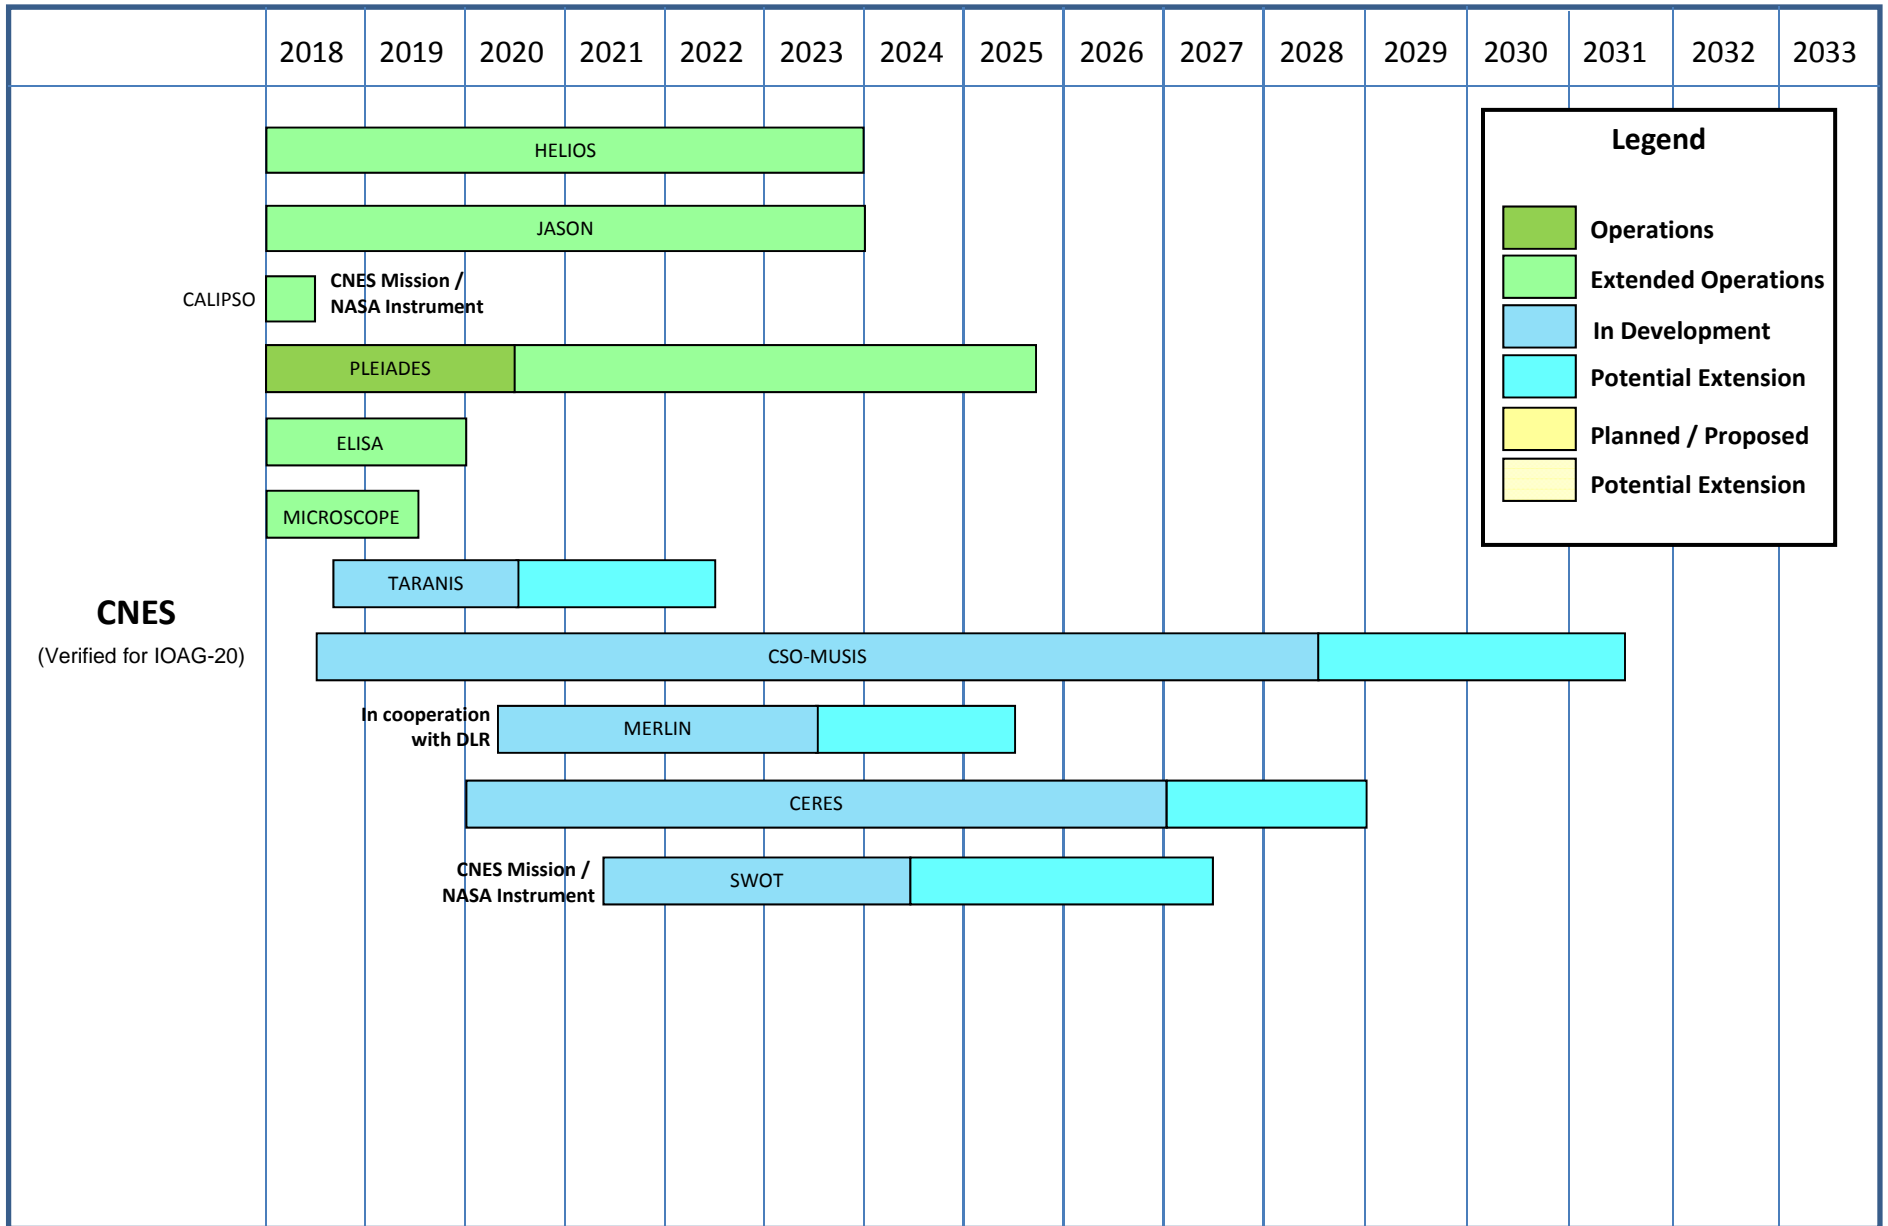 2018 2019 2020 2021 2022 2023 2024 2025 2026 2027 2028 2029 2030 2031 2032 2033
Legend
Operations
Extended Operations
In Development
Potential Extension
Planned / Proposed
Potential Extension
HELIOS
JASON
CALIPSO
CNES Mission /
NASA Instrument
PLEIADES
ELISA
MICROSCOPE
TARANIS
CNES
(Verified for IOAG-20)
CSO-MUSIS
In cooperation
with DLR
MERLIN
CERES
CNES Mission /
NASA Instrument
SWOT